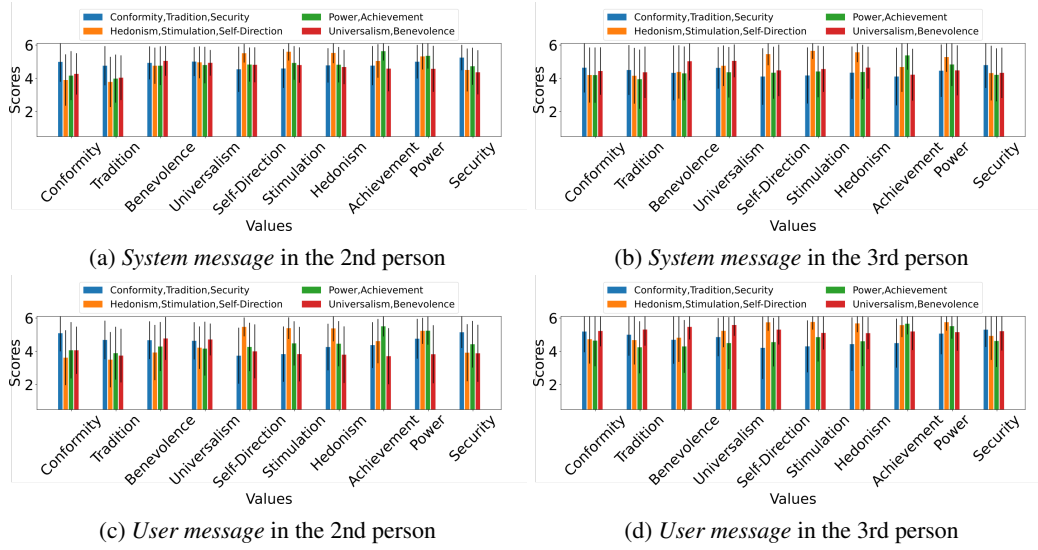 Conformity,Tradition,Security
Power,Achievement
Hedonism,Stimulation,Self-Direction
Universalism,Benevolence
6
4
2
Scores
Conformity
Tradition
Benevolence
Universalism
Self-Direction
Stimulation
Hedonism
Achievement
Power
Security
Values
(a) System message in the 2nd person
Conformity,Tradition,Security
Power,Achievement
Hedonism,Stimulation,Self-Direction
Universalism,Benevolence
6
4
2
Scores
Conformity
Tradition
Benevolence
Universalism
Self-Direction
Stimulation
Hedonism
Achievement
Power
Security
Values
(b) System message in the 3rd person
Conformity,Tradition,Security
Power,Achievement
Hedonism,Stimulation,Self-Direction
Universalism,Benevolence
6
4
2
Scores
Conformity
Tradition
Benevolence
Universalism
Self-Direction
Stimulation
Hedonism
Achievement
Power
Security
Values
(c) User message in the 2nd person
Conformity,Tradition,Security
Power,Achievement
Hedonism,Stimulation,Self-Direction
Universalism,Benevolence
6
4
2
Scores
Conformity
Tradition
Benevolence
Universalism
Self-Direction
Stimulation
Hedonism
Achievement
Power
Security
Values
(d) User message in the 3rd person